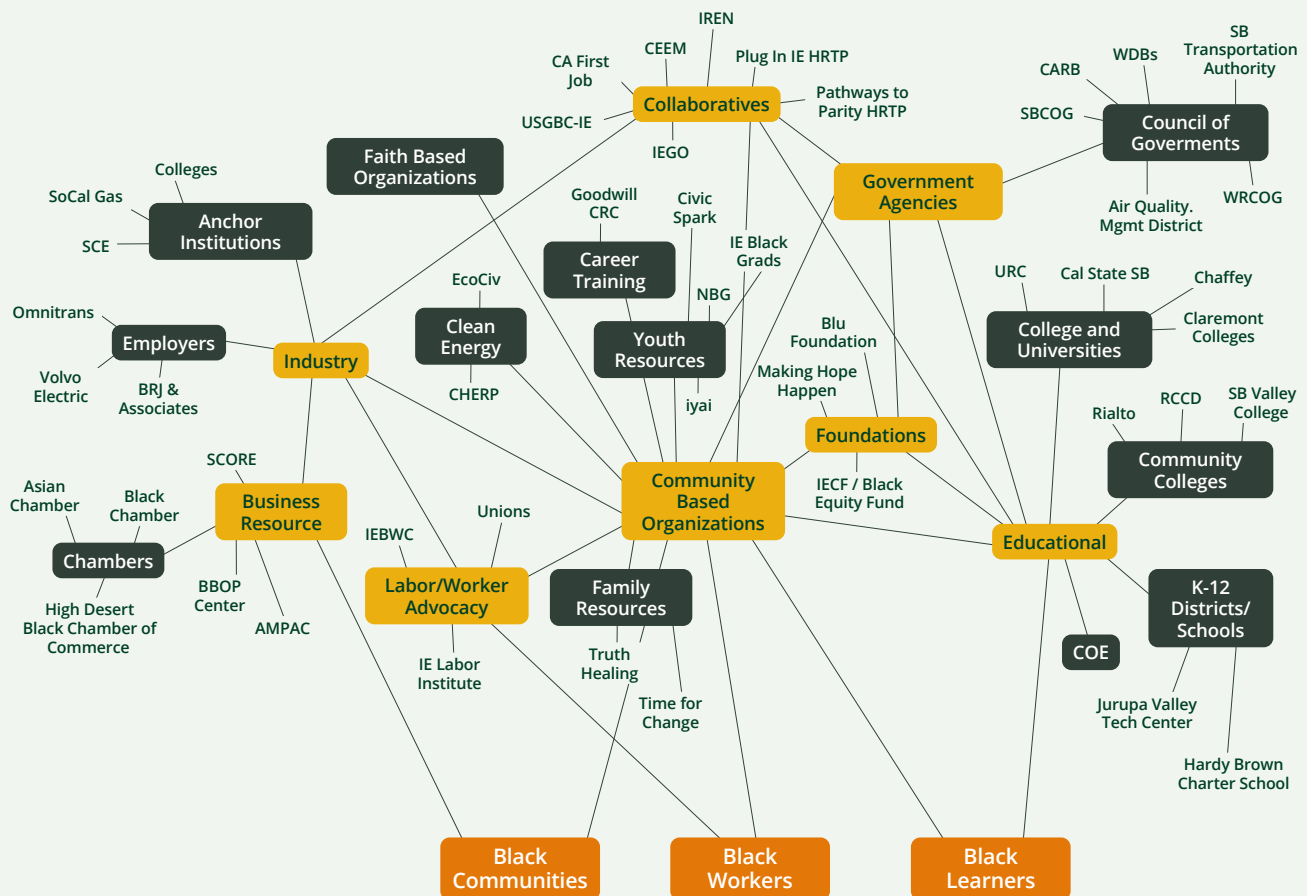 IREN
CEEM
Plug In IE HRTP
CA First
Job
Collaboratives
Pathways to
Parity HRTP
USGBC-IE
IEGO
SB
Transportation
Authority
WDBs
CARB
SBCOG
Council of
Goverments
Air Quality.
Mgmt District
WRCOG
Faith Based
Organizations
Government
Agencies
Colleges
SoCal Gas
Anchor
Institutions
SCE
Goodwill
CRC
Civic
Spark
IE Black
Grads
Career
Training
NBG
EcoCiv
Clean
Energy
Youth
Resources
CHERP
iyai
URC
Cal State SB
Chaffey
College and
Universities
Claremont
Colleges
Omnitrans
Employers
Industry
Volvo
Electric
BRJ &
Associates
Blu
Foundation
Making Hope
Happen
Foundations
IECF / Black
Equity Fund
Rialto
RCCD
SB Valley
College
Community
Colleges
SCORE
Business
Resource
Asian
Chamber
Black
Chamber
Chambers
High Desert
Black Chamber of
Commerce
BBOP
Center
AMPAC
Community
Based
Organizations
Unions
IEBWC
Labor/Worker
Advocacy
IE Labor
Institute
Family
Resources
Truth
Healing
Time for
Change
Educational
K-12
Districts/
Schools
COE
Jurupa Valley
Tech Center
Hardy Brown
Charter School
Black
Communities
Black
Workers
Black
Learners